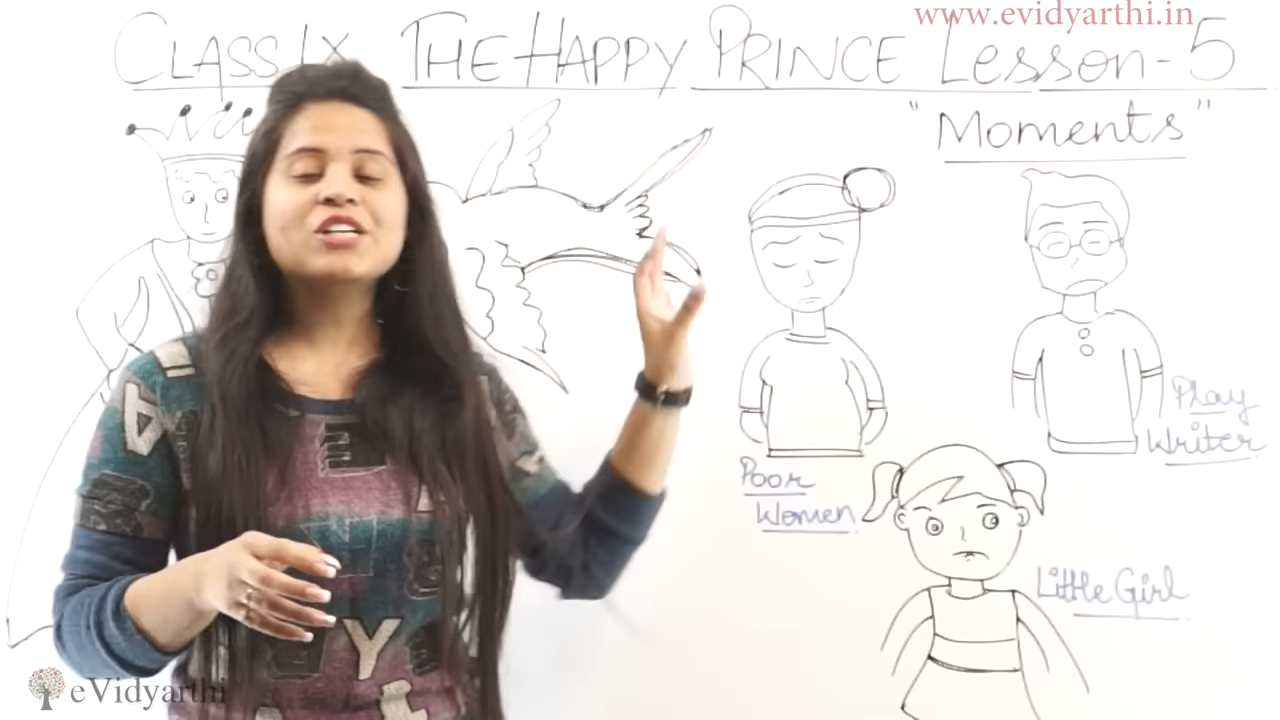 www.evidyarthi.in
CLASS IX THE HAPPY PRINCE Lesson-5
"Moments"
Play
Writer
Poor
Women
Little Girl
eVidyarthi